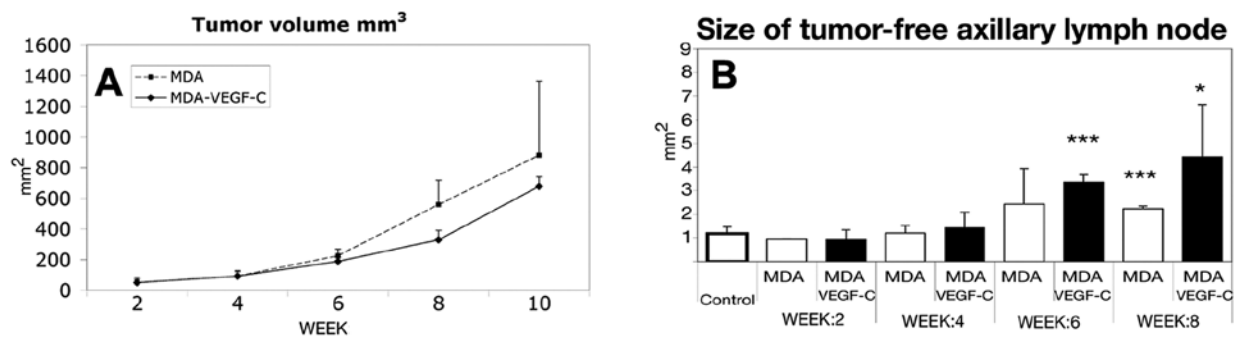 Tumor volume mm³
1600
1400
1200
1000
800
600
400
200
0
mm²
A
MDA
MDA-VEGF-C
2 4 6 8 10
WEEK
Size of tumor-free axillary lymph node
9
8
7
6
5
4
3
2
1
mm²
B
***
***
*
Control
MDA MDA VEGF-C MDA MDA VEGF-C MDA MDA VEGF-C MDA MDA VEGF-C
WEEK:2 WEEK:4 WEEK:6 WEEK:8